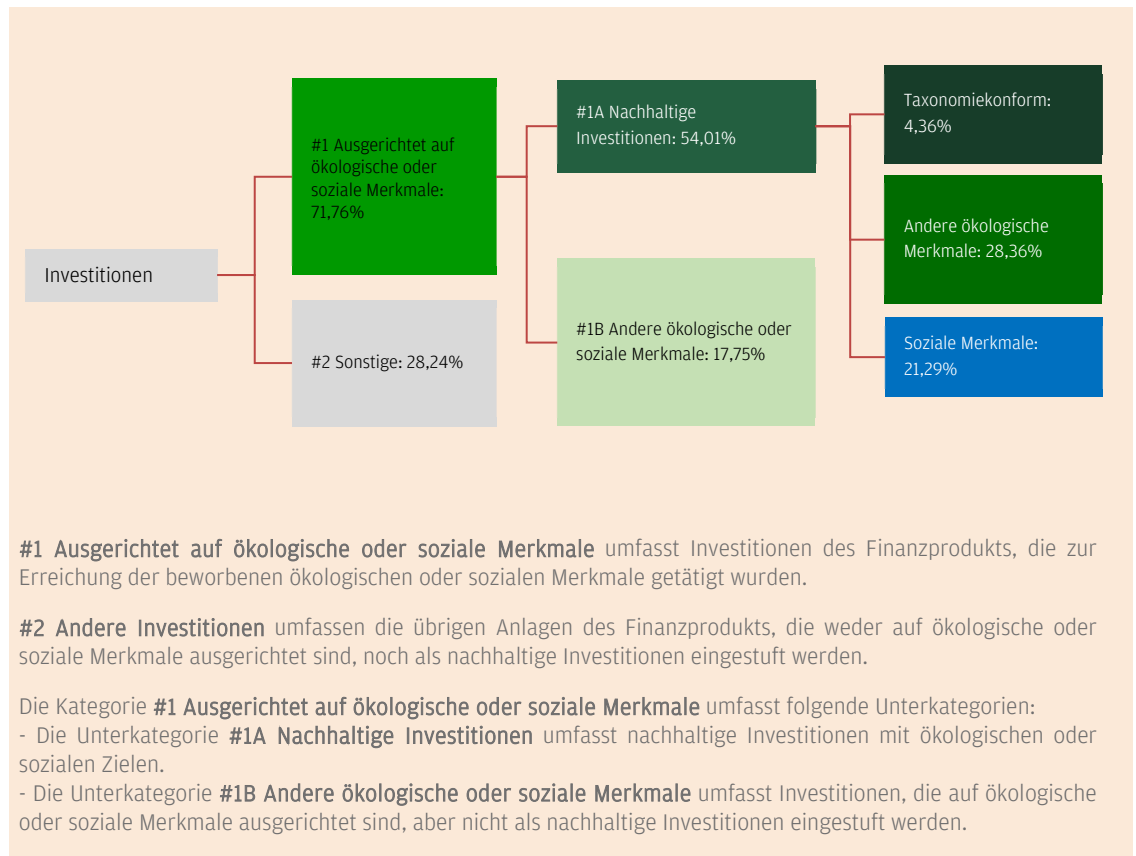 Investitionen
#1 Ausgerichtet auf
ökologische oder
soziale Merkmale:
71,76%
#2 Sonstige: 28,24%
#1A Nachhaltige
Investitionen: 54,01%
#1B Andere ökologische oder
soziale Merkmale: 17,75%
Taxonomiekonform:
4,36%
Andere ökologische
Merkmale: 28,36%
Soziale Merkmale:
21,29%
#1 Ausgerichtet auf ökologische oder soziale Merkmale umfasst Investitionen des Finanzprodukts, die zur
Erreichung der beworbenen ökologischen oder sozialen Merkmale getätigt wurden.
#2 Andere Investitionen umfassen die übrigen Anlagen des Finanzprodukts, die weder auf ökologische oder
soziale Merkmale ausgerichtet sind, noch als nachhaltige Investitionen eingestuft werden.
Die Kategorie #1 Ausgerichtet auf ökologische oder soziale Merkmale umfasst folgende Unterkategorien:
- Die Unterkategorie #1A Nachhaltige Investitionen umfasst nachhaltige Investitionen mit ökologischen oder
sozialen Zielen.
- Die Unterkategorie #1B Andere ökologische oder soziale Merkmale umfasst Investitionen, die auf ökologische
oder soziale Merkmale ausgerichtet sind, aber nicht als nachhaltige Investitionen eingestuft werden.